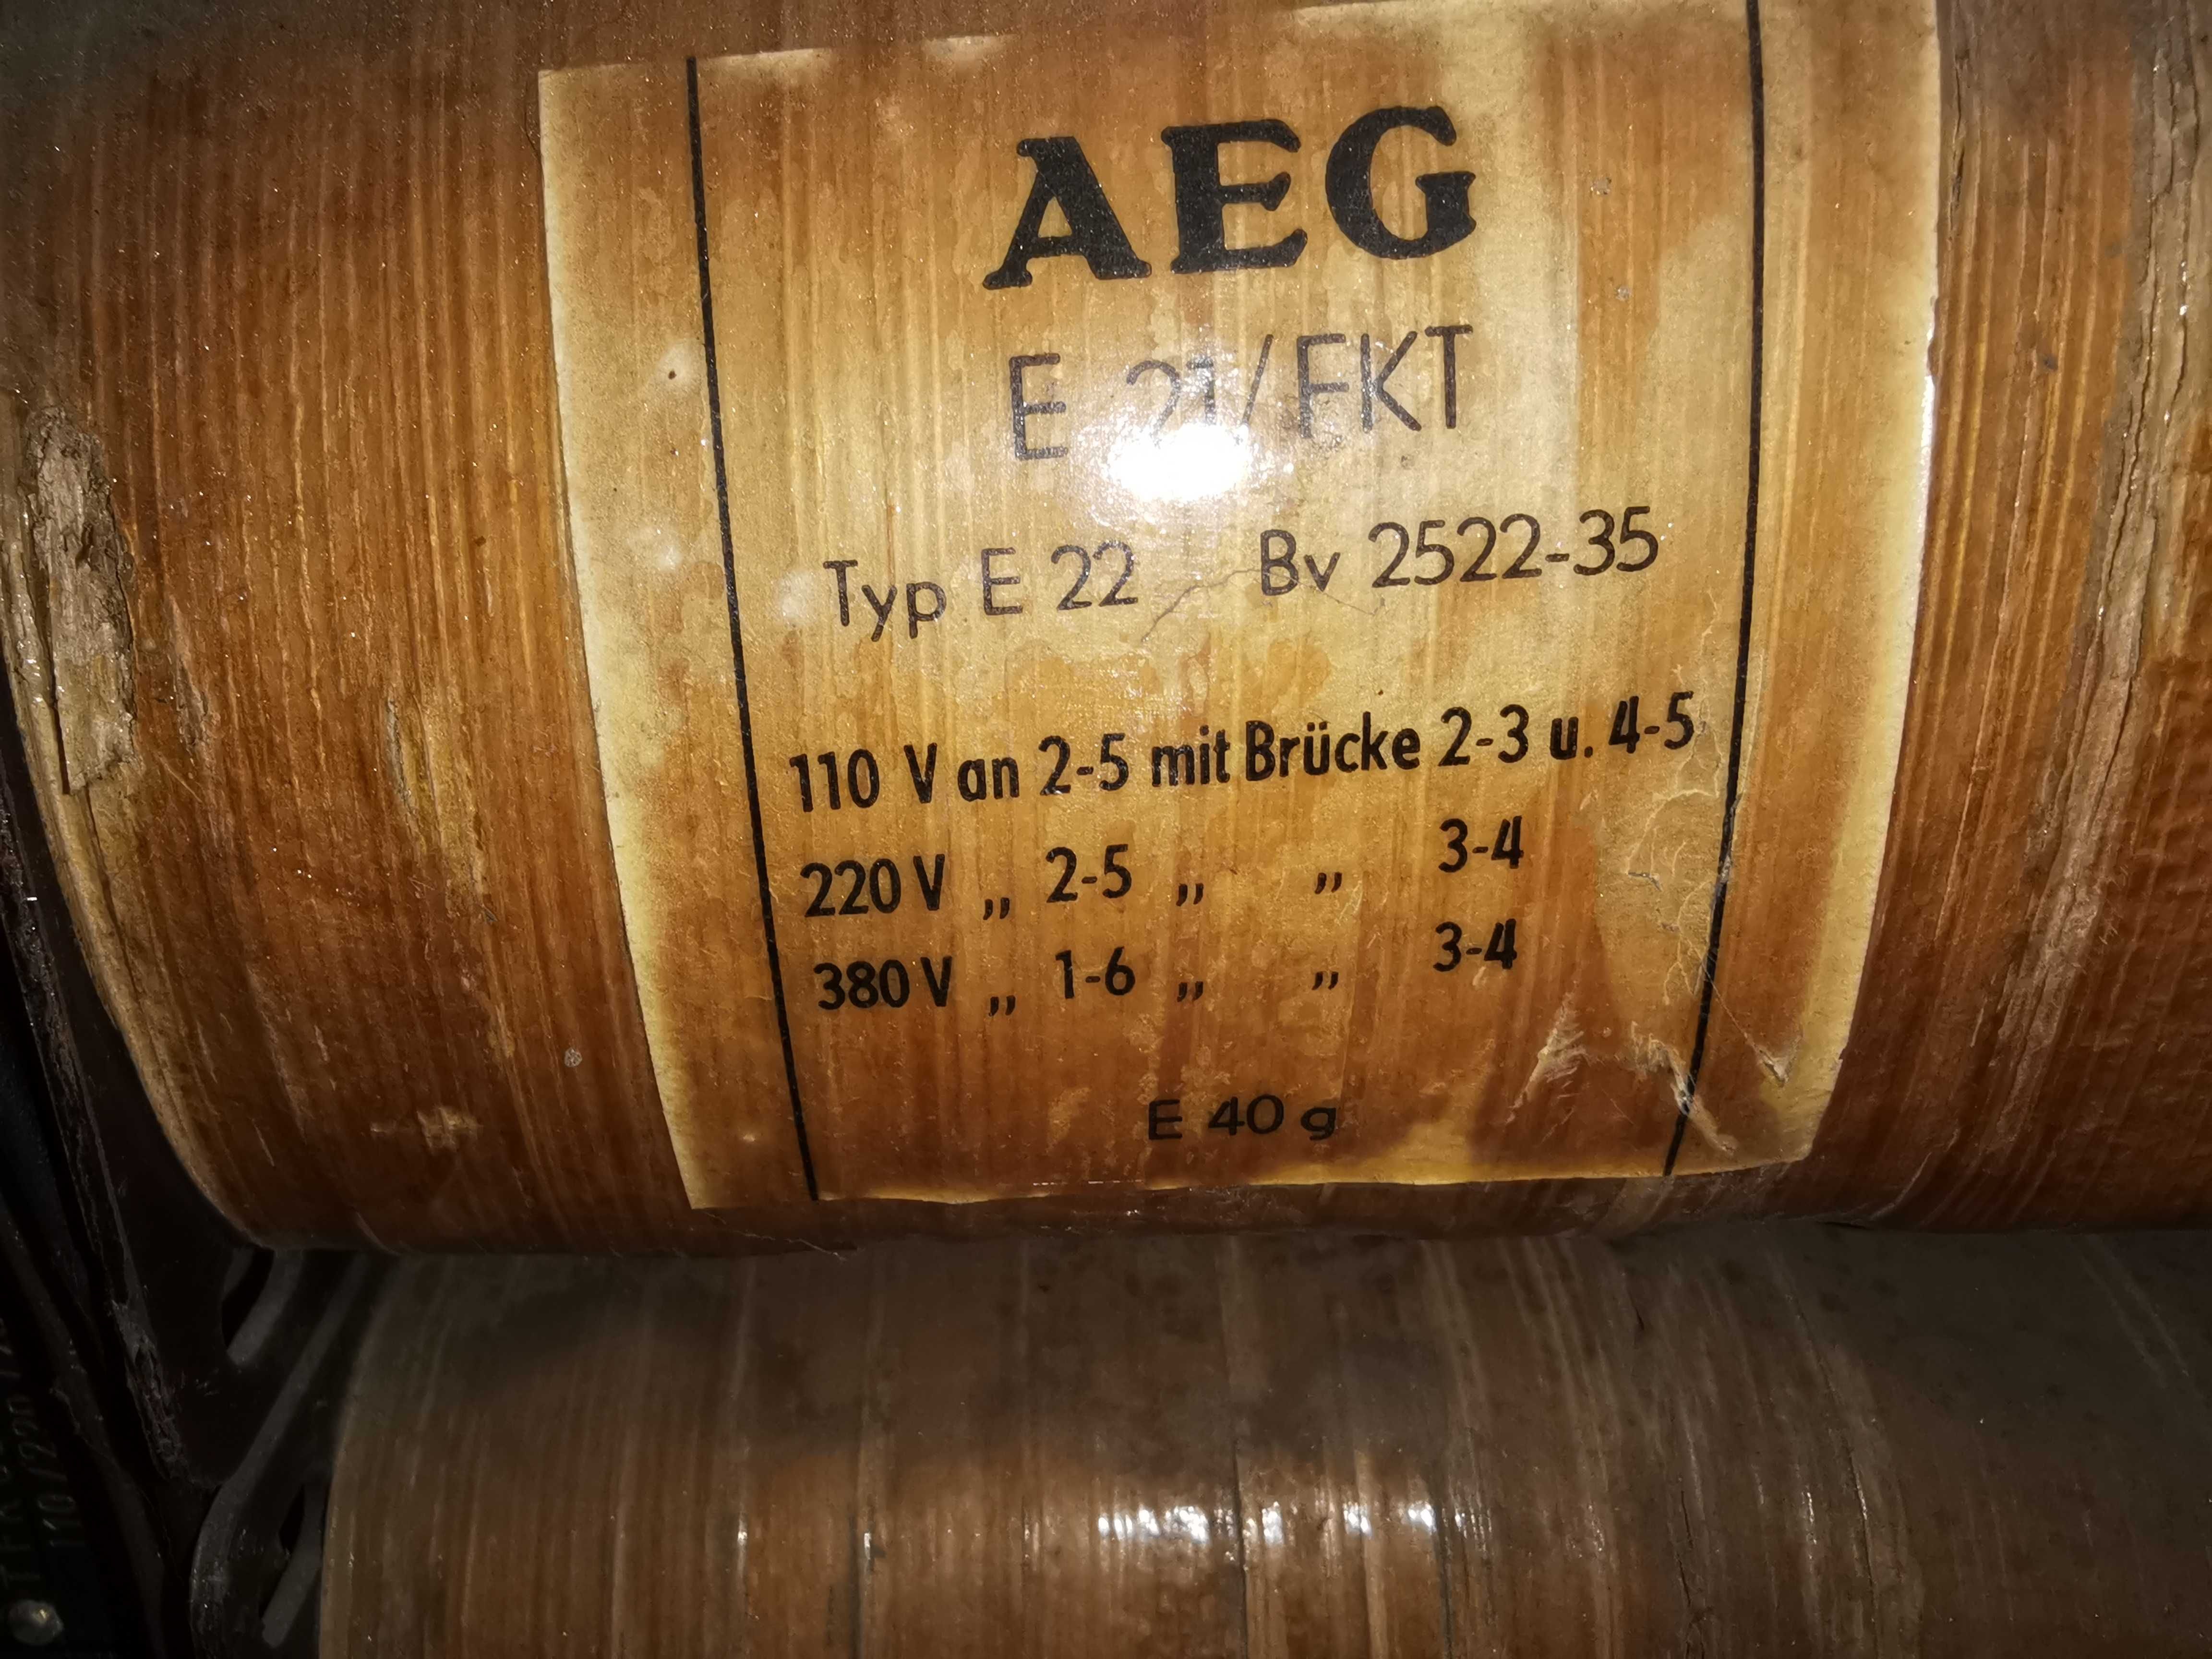 AEG
E 21/FKT
Typ E 22 Bv 2522-35
110 V an 2-5 mit Brücke 2-3 u. 4-5
220 V „ 2-5 „ „ 3-4
380 V „ 1-6 „ „ 3-4
E 40 g